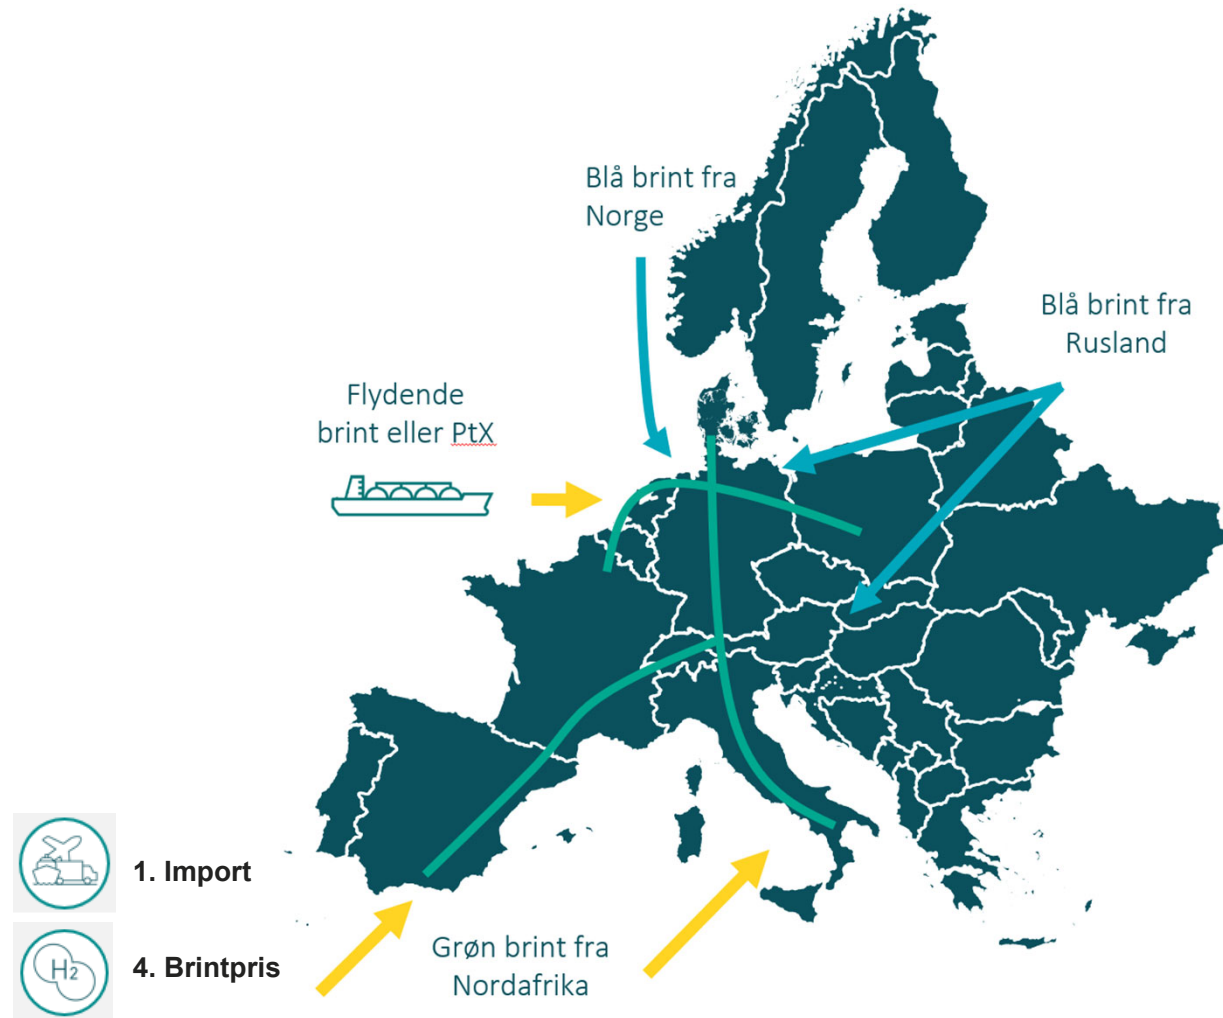 Blå brint fra
Norge
Blå brint fra
Rusland
Flydende
brint eller PtX
1. Import
H2
4. Brintpris
Grøn brint fra
Nordafrika